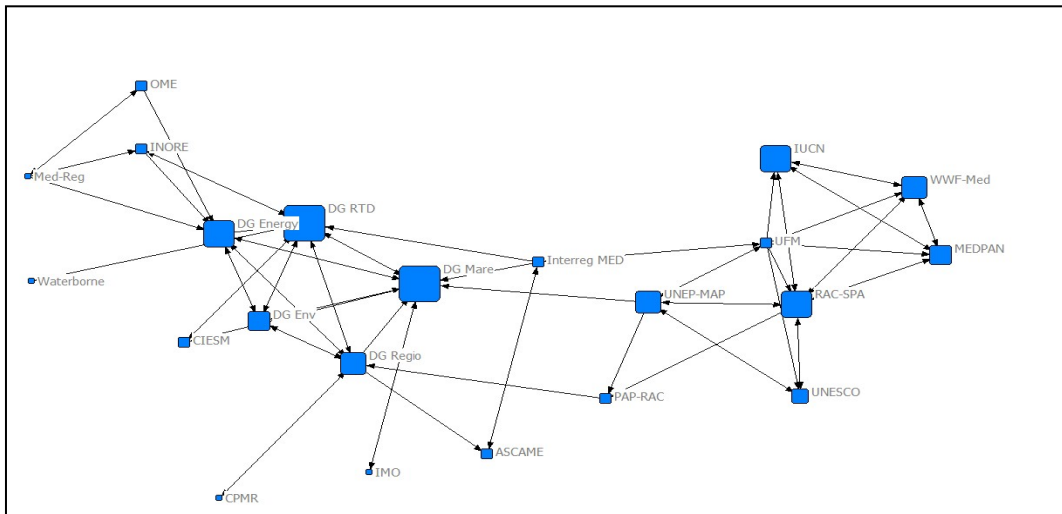 OME
INORE
IUCN
Med-Reg
WWF-Med
DG RTD
DG Energy
UFM
MEDPAN
Interreg MED
DG Mare
Waterborne
UNEP-MAP
RAC-SPA
DG Env
CIESM
DG Regio
UNESCO
PAP-RAC
ASCAME
IMO
CPMR